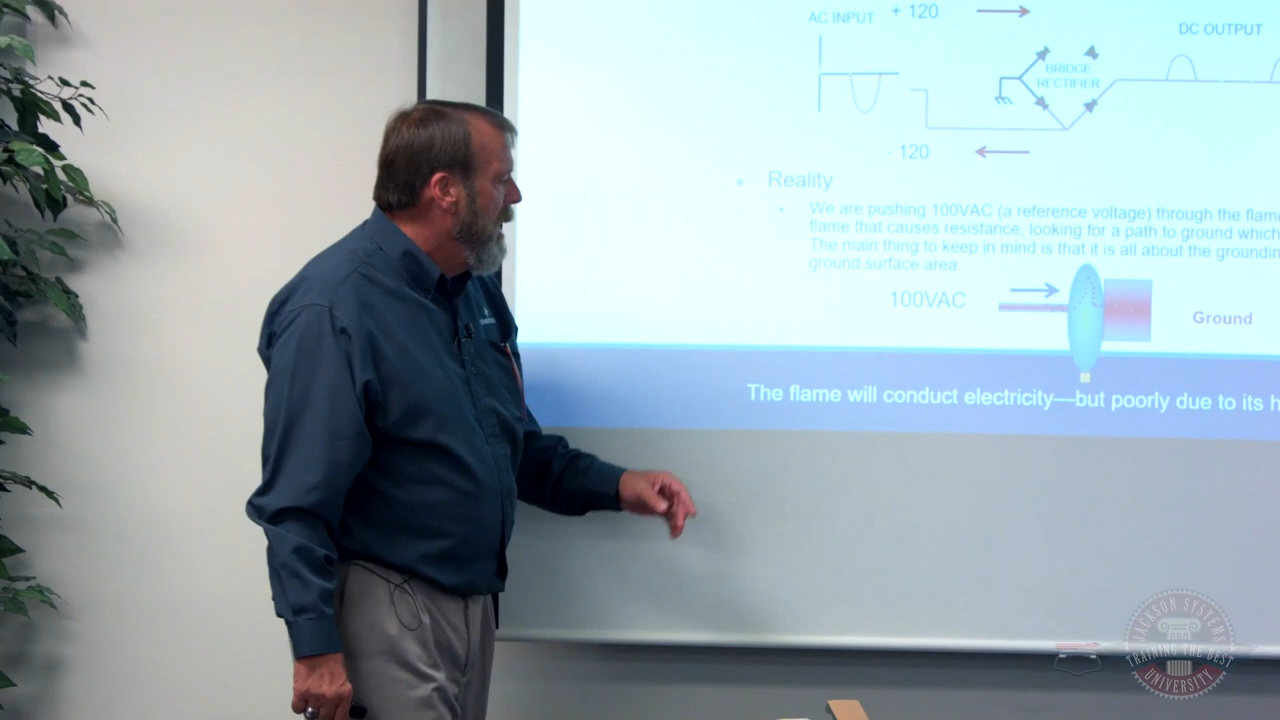 AC INPUT
+ 120
DC OUTPUT
BRIDGE
RECTIFIER
- 120
Reality
We are pushing 100VAC (a reference voltage) through the flam
flame that causes resistance, looking for a path to ground which
The main thing to keep in mind is that it is all about the groundin
ground surface area
100VAC
Ground
The flame will conduct electricity—but poorly due to its h
JACKSON SYSTEMS
TRAINING THE BEST
UNIVERSITY